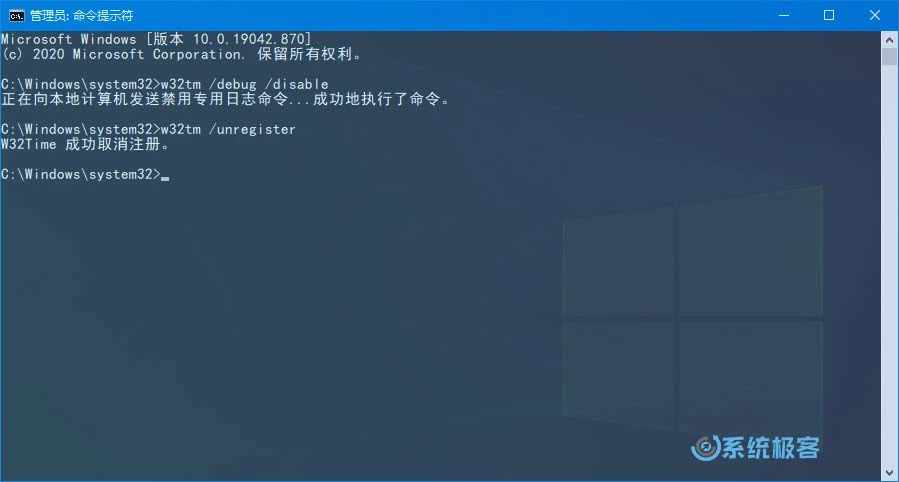 管理员: 命令提示符
Microsoft Windows [版本 10.0.19042.870]
(c) 2020 Microsoft Corporation. 保留所有权利。
C:\Windows\system32>w32tm /debug /disable
正在向本地计算机发送禁用专用日志命令...成功地执行了命令。
C:\Windows\system32>w32tm /unregister
W32Time 成功取消注册。
C:\Windows\system32>
系统极客